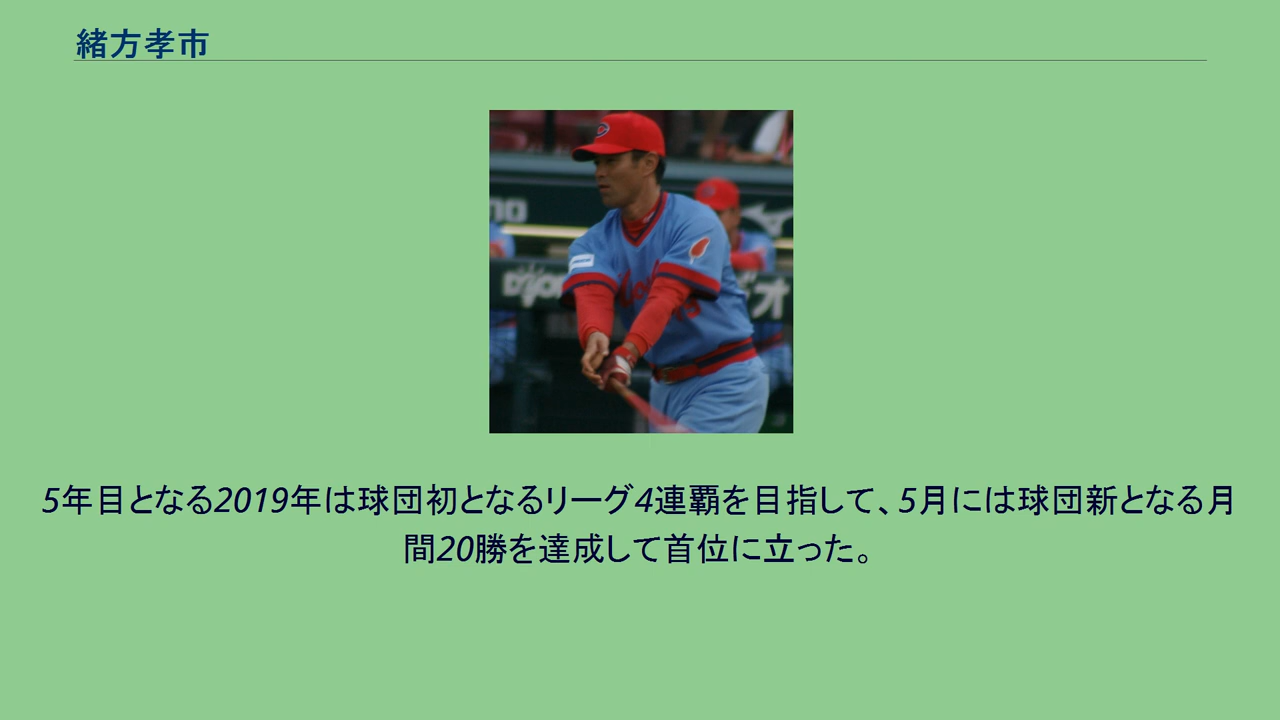 緒方孝市
5年目となる2019年は球団初となるリーグ4連覇を目指して、5月には球団新となる月
間20勝を達成して首位に立った。